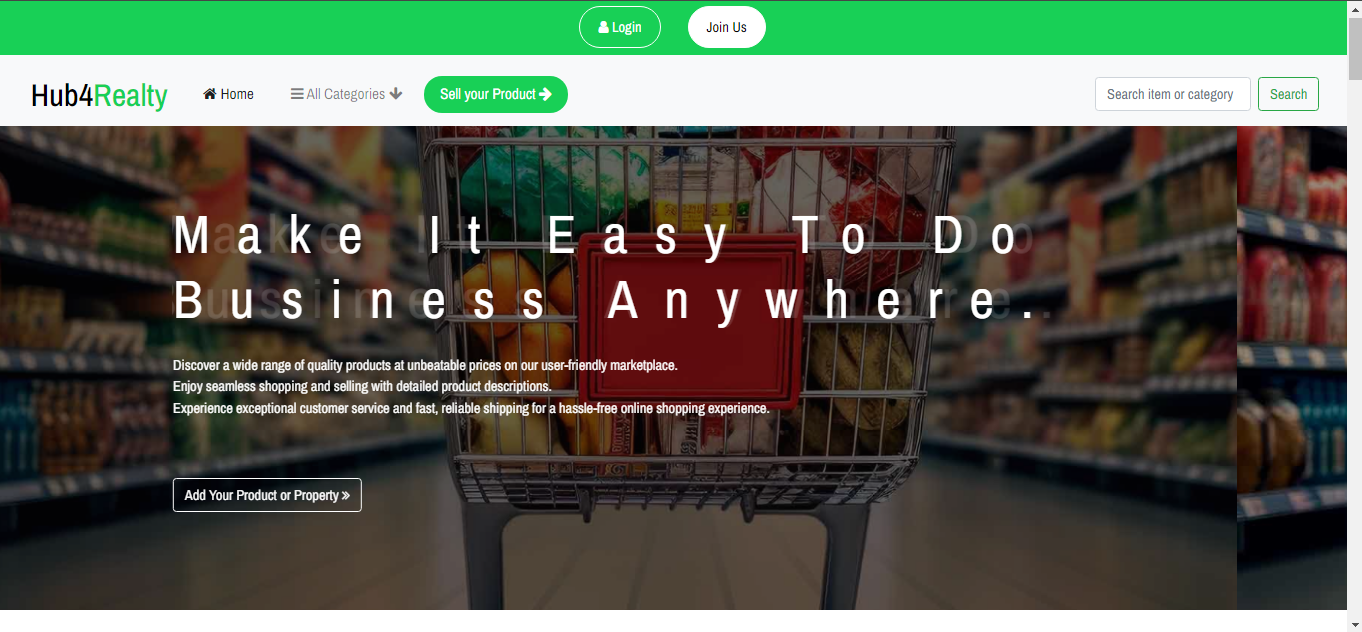 Login
Join Us
Hub4Realty
Home
All Categories
Sell your Product
Search item or category
Search
Make It Easy To Do
Bussiness Anywhere..
Discover a wide range of quality products at unbeatable prices on our user-friendly marketplace.
Enjoy seamless shopping and selling with detailed product descriptions.
Experience exceptional customer service and fast, reliable shipping for a hassle-free online shopping experience.
Add Your Product or Property »